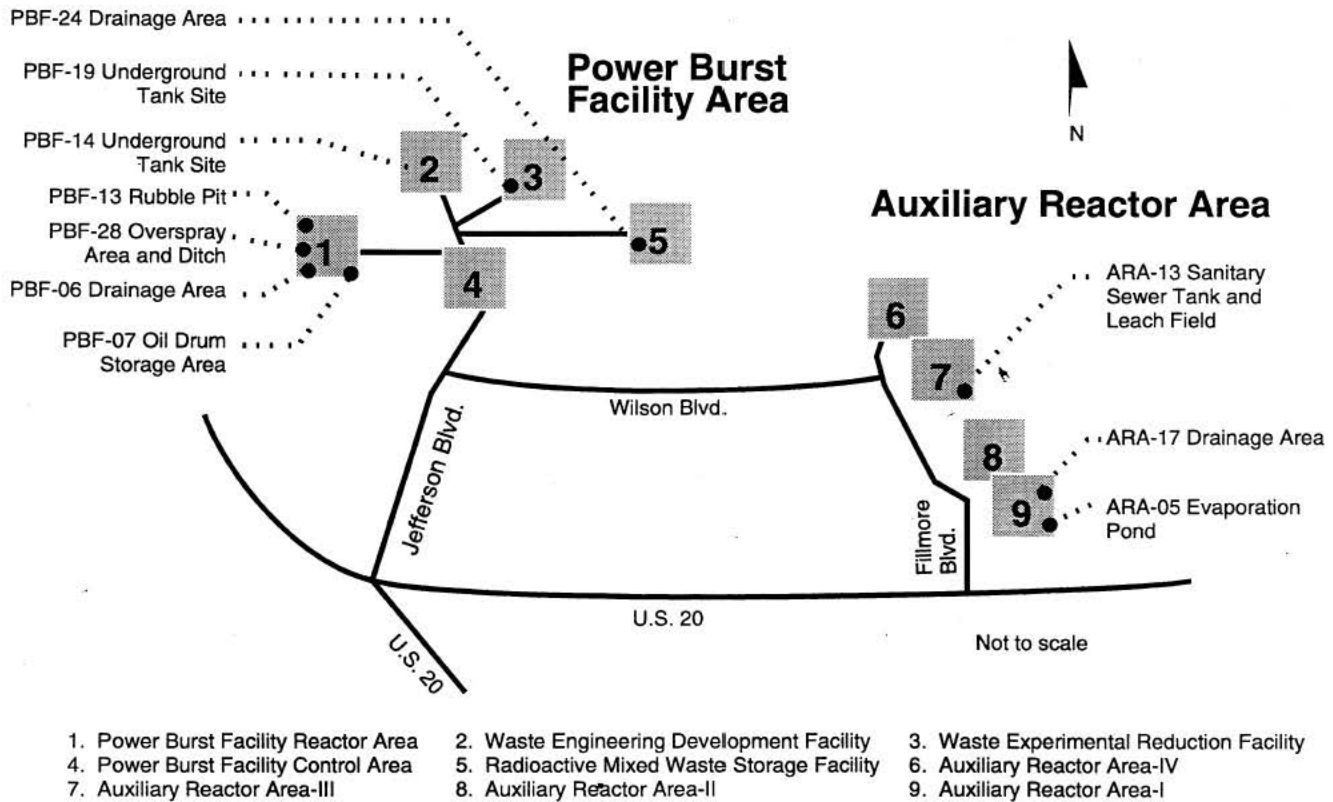 PBF-24 Drainage Area
PBF-19 Underground
Tank Site
PBF-14 Underground
Tank Site
PBF-13 Rubble Pit
PBF-28 Overspray
Area and Ditch
PBF-06 Drainage Area
PBF-07 Oil Drum
Storage Area
Power Burst
Facility Area
N
Auxiliary Reactor Area
1
2
3
4
5
6
7
8
9
ARA-13 Sanitary
Sewer Tank and
Leach Field
ARA-17 Drainage Area
ARA-05 Evaporation
Pond
Wilson Blvd.
Jefferson Blvd.
Fillmore
Blvd.
U.S. 20
U.S. 20
Not to scale
1. Power Burst Facility Reactor Area
2. Waste Engineering Development Facility
3. Waste Experimental Reduction Facility
4. Power Burst Facility Control Area
5. Radioactive Mixed Waste Storage Facility
6. Auxiliary Reactor Area-IV
7. Auxiliary Reactor Area-III
8. Auxiliary Reactor Area-II
9. Auxiliary Reactor Area-I